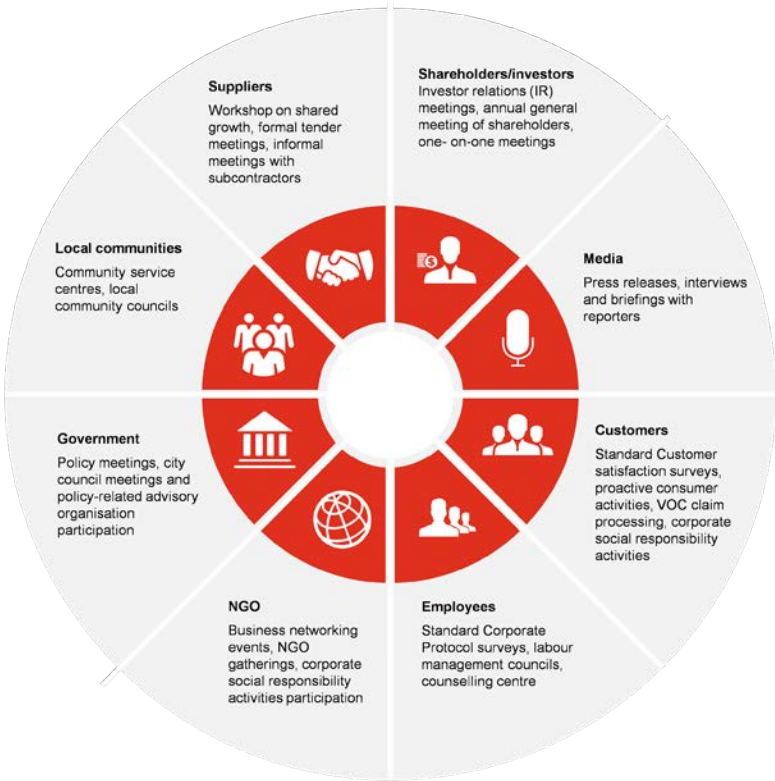 Suppliers
Workshop on shared
growth, formal tender
meetings, informal
meetings with
subcontractors
Shareholders/investors
Investor relations (IR)
meetings, annual general
meeting of shareholders,
one- on-one meetings
Local communities
Community service
centres, local
community councils
Media
Press releases, interviews
and briefings with
reporters
Government
Policy meetings, city
council meetings and
policy-related advisory
organisation
participation
Customers
Standard Customer
satisfaction surveys,
proactive consumer
activities, VOC claim
processing, corporate
social responsibility
activities
NGO
Business networking
events, NGO
gatherings, corporate
social responsibility
activities participation
Employees
Standard Corporate
Protocol surveys, labour
management councils,
counselling centre